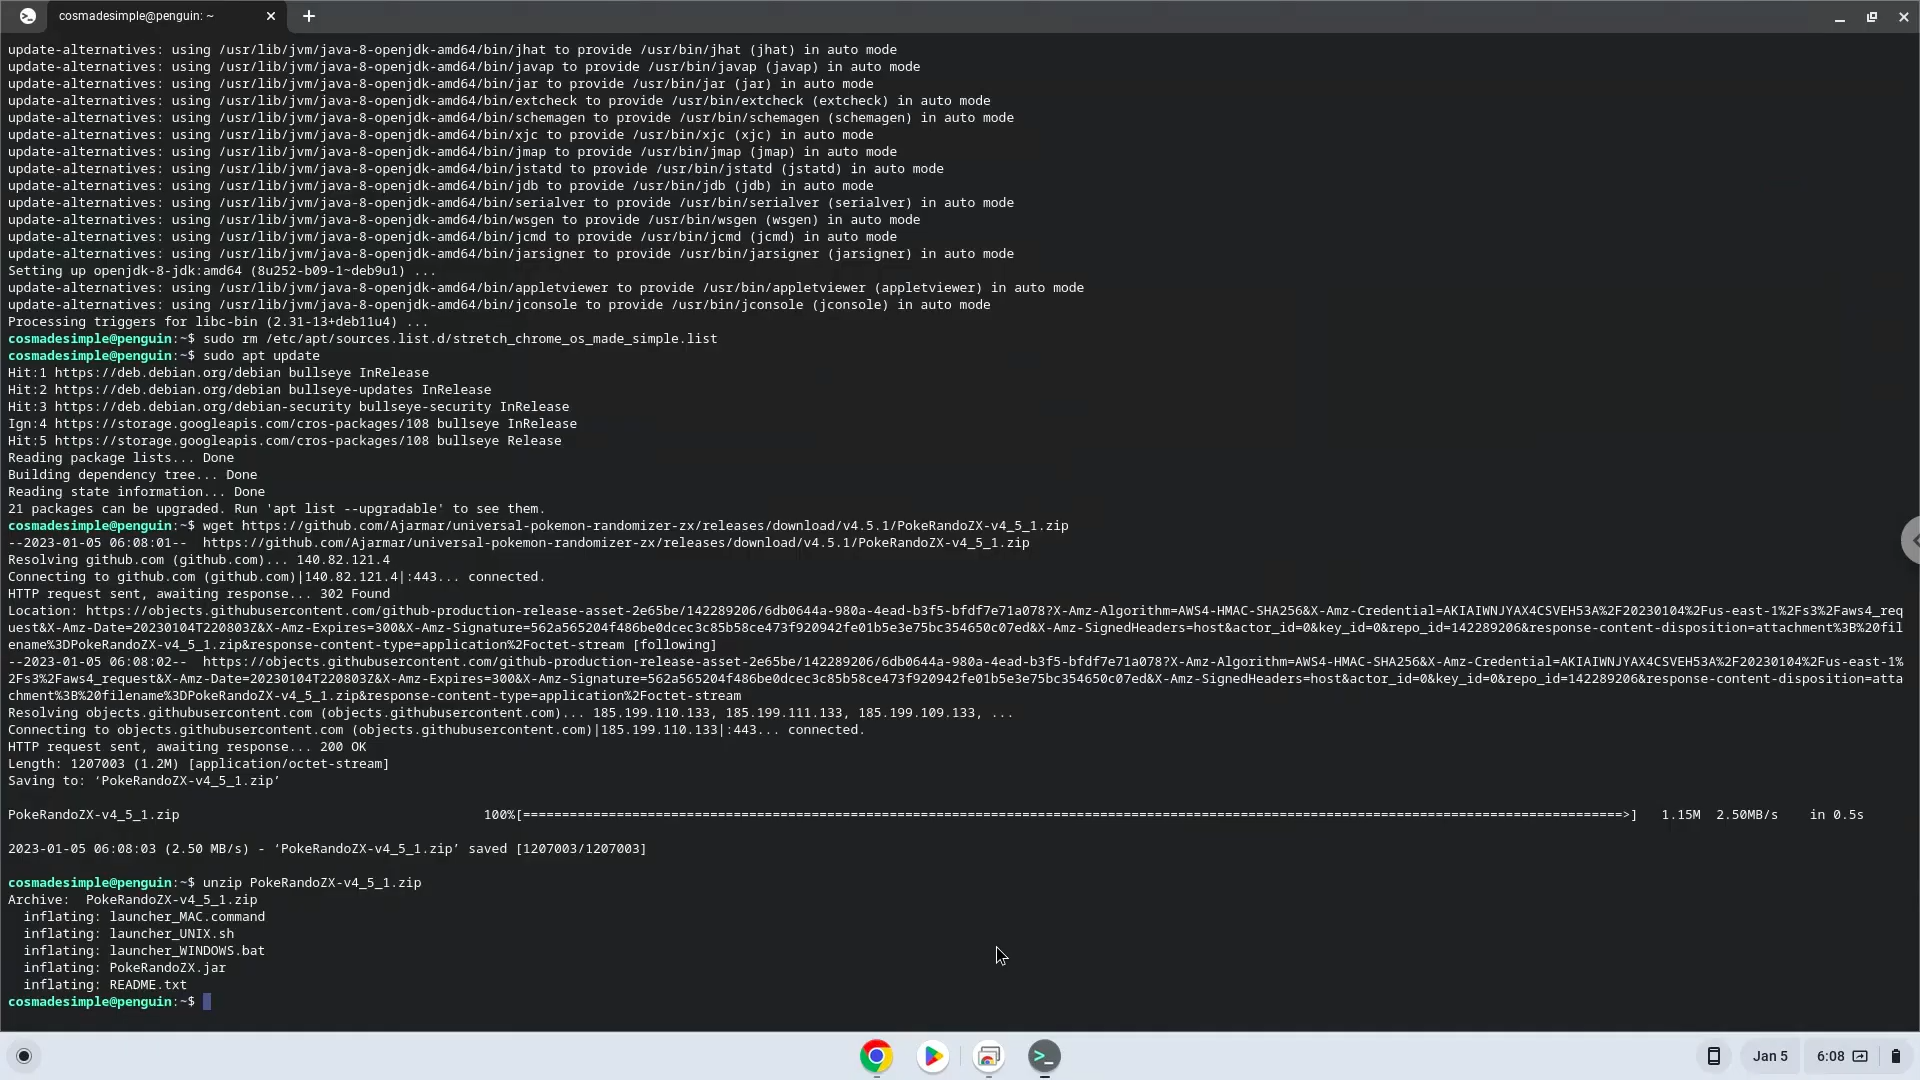 cosmadesimple@penguin: ~
update-alternatives: using /usr/lib/jvm/java-8-openjdk-amd64/bin/jhat to provide /usr/bin/jhat (jhat) in auto mode
update-alternatives: using /usr/lib/jvm/java-8-openjdk-amd64/bin/javap to provide /usr/bin/javap (javap) in auto mode
update-alternatives: using /usr/lib/jvm/java-8-openjdk-amd64/bin/jar to provide /usr/bin/jar (jar) in auto mode
update-alternatives: using /usr/lib/jvm/java-8-openjdk-amd64/bin/extcheck to provide /usr/bin/extcheck (extcheck) in auto mode
update-alternatives: using /usr/lib/jvm/java-8-openjdk-amd64/bin/schemagen to provide /usr/bin/schemagen (schemagen) in auto mode
update-alternatives: using /usr/lib/jvm/java-8-openjdk-amd64/bin/xjc to provide /usr/bin/xjc (xjc) in auto mode
update-alternatives: using /usr/lib/jvm/java-8-openjdk-amd64/bin/jmap to provide /usr/bin/jmap (jmap) in auto mode
update-alternatives: using /usr/lib/jvm/java-8-openjdk-amd64/bin/jstatd to provide /usr/bin/jstatd (jstatd) in auto mode
update-alternatives: using /usr/lib/jvm/java-8-openjdk-amd64/bin/jdb to provide /usr/bin/jdb (jdb) in auto mode
update-alternatives: using /usr/lib/jvm/java-8-openjdk-amd64/bin/serialver to provide /usr/bin/serialver (serialver) in auto mode
update-alternatives: using /usr/lib/jvm/java-8-openjdk-amd64/bin/wsgen to provide /usr/bin/wsgen (wsgen) in auto mode
update-alternatives: using /usr/lib/jvm/java-8-openjdk-amd64/bin/jcmd to provide /usr/bin/jcmd (jcmd) in auto mode
update-alternatives: using /usr/lib/jvm/java-8-openjdk-amd64/bin/jarsigner to provide /usr/bin/jarsigner (jarsigner) in auto mode
Setting up openjdk-8-jdk:amd64 (8u252-b09-1~deb9u1) ...
update-alternatives: using /usr/lib/jvm/java-8-openjdk-amd64/bin/appletviewer to provide /usr/bin/appletviewer (appletviewer) in auto mode
update-alternatives: using /usr/lib/jvm/java-8-openjdk-amd64/bin/jconsole to provide /usr/bin/jconsole (jconsole) in auto mode
Processing triggers for libc-bin (2.31-13+deb11u4) ...
cosmadesimple@penguin:~$ sudo rm /etc/apt/sources.list.d/stretch_chrome_os_made_simple.list
cosmadesimple@penguin:~$ sudo apt update
Hit:1 https://deb.debian.org/debian bullseye InRelease
Hit:2 https://deb.debian.org/debian bullseye-updates InRelease
Hit:3 https://deb.debian.org/debian-security bullseye-security InRelease
Ign:4 https://storage.googleapis.com/cros-packages/108 bullseye InRelease
Hit:5 https://storage.googleapis.com/cros-packages/108 bullseye Release
Reading package lists... Done
Building dependency tree... Done
Reading state information... Done
21 packages can be upgraded. Run 'apt list --upgradable' to see them.
cosmadesimple@penguin:~$ wget https://github.com/Ajarmar/universal-pokemon-randomizer-zx/releases/download/v4.5.1/PokeRandoZX-v4_5_1.zip
--2023-01-05 06:08:01--  https://github.com/Ajarmar/universal-pokemon-randomizer-zx/releases/download/v4.5.1/PokeRandoZX-v4_5_1.zip
Resolving github.com (github.com)... 140.82.121.4
Connecting to github.com (github.com)|140.82.121.4|:443... connected.
HTTP request sent, awaiting response... 302 Found
Location: https://objects.githubusercontent.com/github-production-release-asset-2e65be/142289206/6db0644a-980a-4ead-b3f5-bfdf7e71a078?X-Amz-Algorithm=AWS4-HMAC-SHA256&X-Amz-Credential=AKIAIWNJYAX4CSVEH53A%2F20230104%2Fus-east-1%2Fs3%2Faws4_req
uest&X-Amz-Date=20230104T220803Z&X-Amz-Expires=300&X-Amz-Signature=562a565204f486be0dcec3c85b58ce473f920942fe01b5e3e75bc354650c07ed&X-Amz-SignedHeaders=host&actor_id=0&key_id=0&repo_id=142289206&response-content-disposition=attachment%3B%20fil
ename%3DPokeRandoZX-v4_5_1.zip&response-content-type=application%2Foctet-stream [following]
--2023-01-05 06:08:02--  https://objects.githubusercontent.com/github-production-release-asset-2e65be/142289206/6db0644a-980a-4ead-b3f5-bfdf7e71a078?X-Amz-Algorithm=AWS4-HMAC-SHA256&X-Amz-Credential=AKIAIWNJYAX4CSVEH53A%2F20230104%2Fus-east-1%
2Fs3%2Faws4_request&X-Amz-Date=20230104T220803Z&X-Amz-Expires=300&X-Amz-Signature=562a565204f486be0dcec3c85b58ce473f920942fe01b5e3e75bc354650c07ed&X-Amz-SignedHeaders=host&actor_id=0&key_id=0&repo_id=142289206&response-content-disposition=atta
chment%3B%20filename%3DPokeRandoZX-v4_5_1.zip&response-content-type=application%2Foctet-stream
Resolving objects.githubusercontent.com (objects.githubusercontent.com)... 185.199.110.133, 185.199.111.133, 185.199.109.133, ...
Connecting to objects.githubusercontent.com (objects.githubusercontent.com)|185.199.110.133|:443... connected.
HTTP request sent, awaiting response... 200 OK
Length: 1207003 (1.2M) [application/octet-stream]
Saving to: ‘PokeRandoZX-v4_5_1.zip’
PokeRandoZX-v4_5_1.zip 100%[=============================================================================================================================================>] 1.15M 2.50MB/s in 0.5s
2023-01-05 06:08:03 (2.50 MB/s) - ‘PokeRandoZX-v4_5_1.zip’ saved [1207003/1207003]
cosmadesimple@penguin:~$ unzip PokeRandoZX-v4_5_1.zip
Archive:  PokeRandoZX-v4_5_1.zip
inflating: launcher_MAC.command
inflating: launcher_UNIX.sh
inflating: launcher_WINDOWS.bat
inflating: PokeRandoZX.jar
inflating: README.txt
cosmadesimple@penguin:~$
Jan 5 6:08